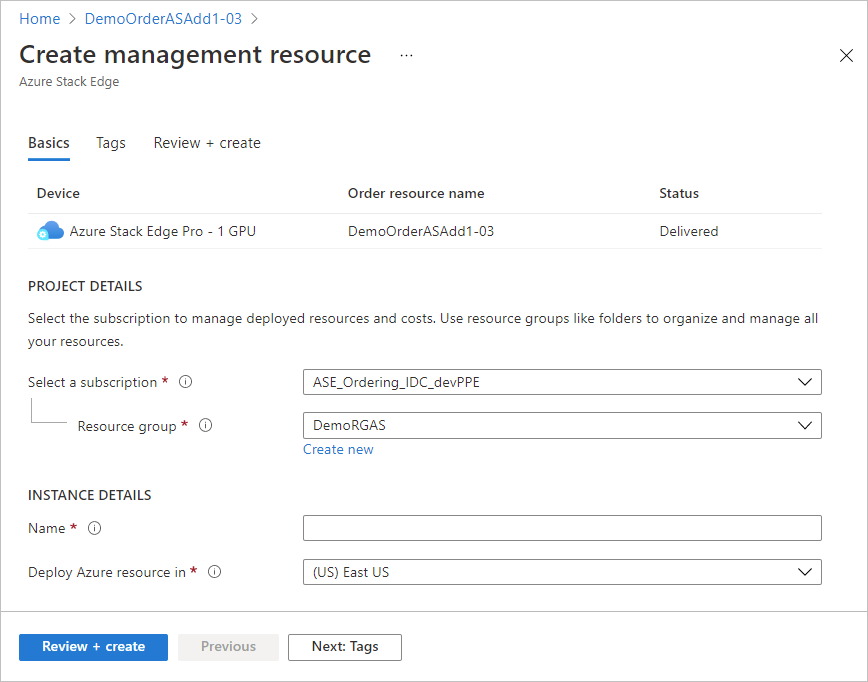 Home > DemoOrderASAdd1-03 >
Create management resource ...
Azure Stack Edge
Basics Tags Review + create
Device Order resource name Status
Azure Stack Edge Pro - 1 GPU DemoOrderASAdd1-03 Delivered
PROJECT DETAILS
Select the subscription to manage deployed resources and costs. Use resource groups like folders to organize and manage all
your resources.
Select a subscription * ASE_Ordering_IDC_devPPE
Resource group * DemoRGAS
Create new
INSTANCE DETAILS
Name *
Deploy Azure resource in * (US) East US
Review + create Previous Next: Tags